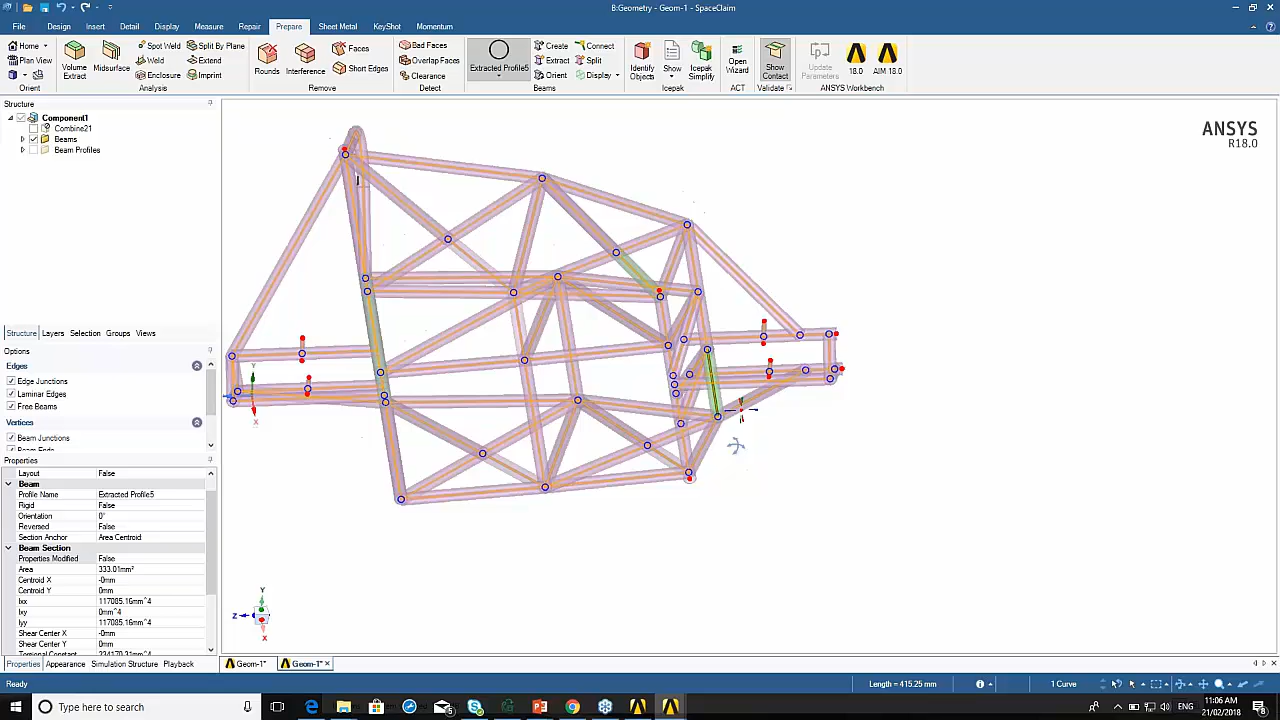 B:Geometry - Geom-1 - SpaceClaim
File Design Insert Detail Display Measure Repair Prepare Sheet Metal KeyShot Momentum
Home
Plan View
Orient
Volume Extract
Midsurface
Spot Weld
Weld
Enclosure
Split By Plane
Extend
Imprint
Analysis
Rounds
Interference
Faces
Short Edges
Remove
Bad Faces
Overlap Faces
Clearance
Detect
Extracted Profile5
Create
Extract
Orient
Connect
Split
Display
Beams
Identify Objects
Show
Icepak Simplify
Icepak
Open Wizard
ACT
Show Contact
Validate
Update Parameters
18.0
AIM 18.0
ANSYS Workbench
Structure
Component1
Combine21
Beams
Beam Profiles
Structure Layers Selection Groups Views
Options
Edges
Edge Junctions
Laminar Edges
Free Beams
Vertices
Beam Junctions
Properties
Layout False
Beam
Profile Name Extracted Profile5
Rigid False
Orientation 0°
Reversed False
Section Anchor Area Centroid
Beam Section
Properties Modified False
Area 333.01mm²
Centroid X -0mm
Centroid Y 0mm
Ixx 117085.16mm^4
Ixy 0mm^4
Iyy 117085.16mm^4
Shear Center X -0mm
Shear Center Y 0mm
Properties Appearance Simulation Structure Playback
ANSYS
R18.0
Y
X
Y
Z
X
Geom-1*
Geom-1*
Ready
Length = 415.25 mm
1 Curve
Type here to search
ENG
11:06 AM
21/02/2018